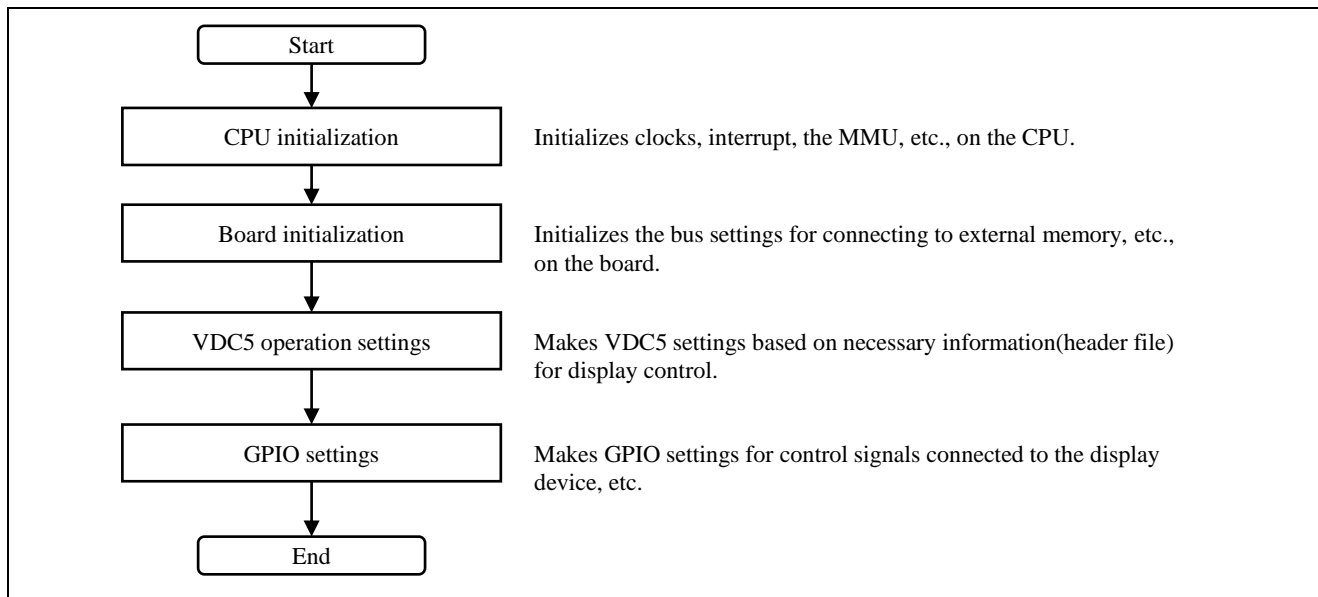 Start
CPU initialization
Initializes clocks, interrupt, the MMU, etc., on the CPU.
Board initialization
Initializes the bus settings for connecting to external memory, etc.,
on the board.
VDC5 operation settings
Makes VDC5 settings based on necessary information(header file)
for display control.
GPIO settings
Makes GPIO settings for control signals connected to the display
device, etc.
End